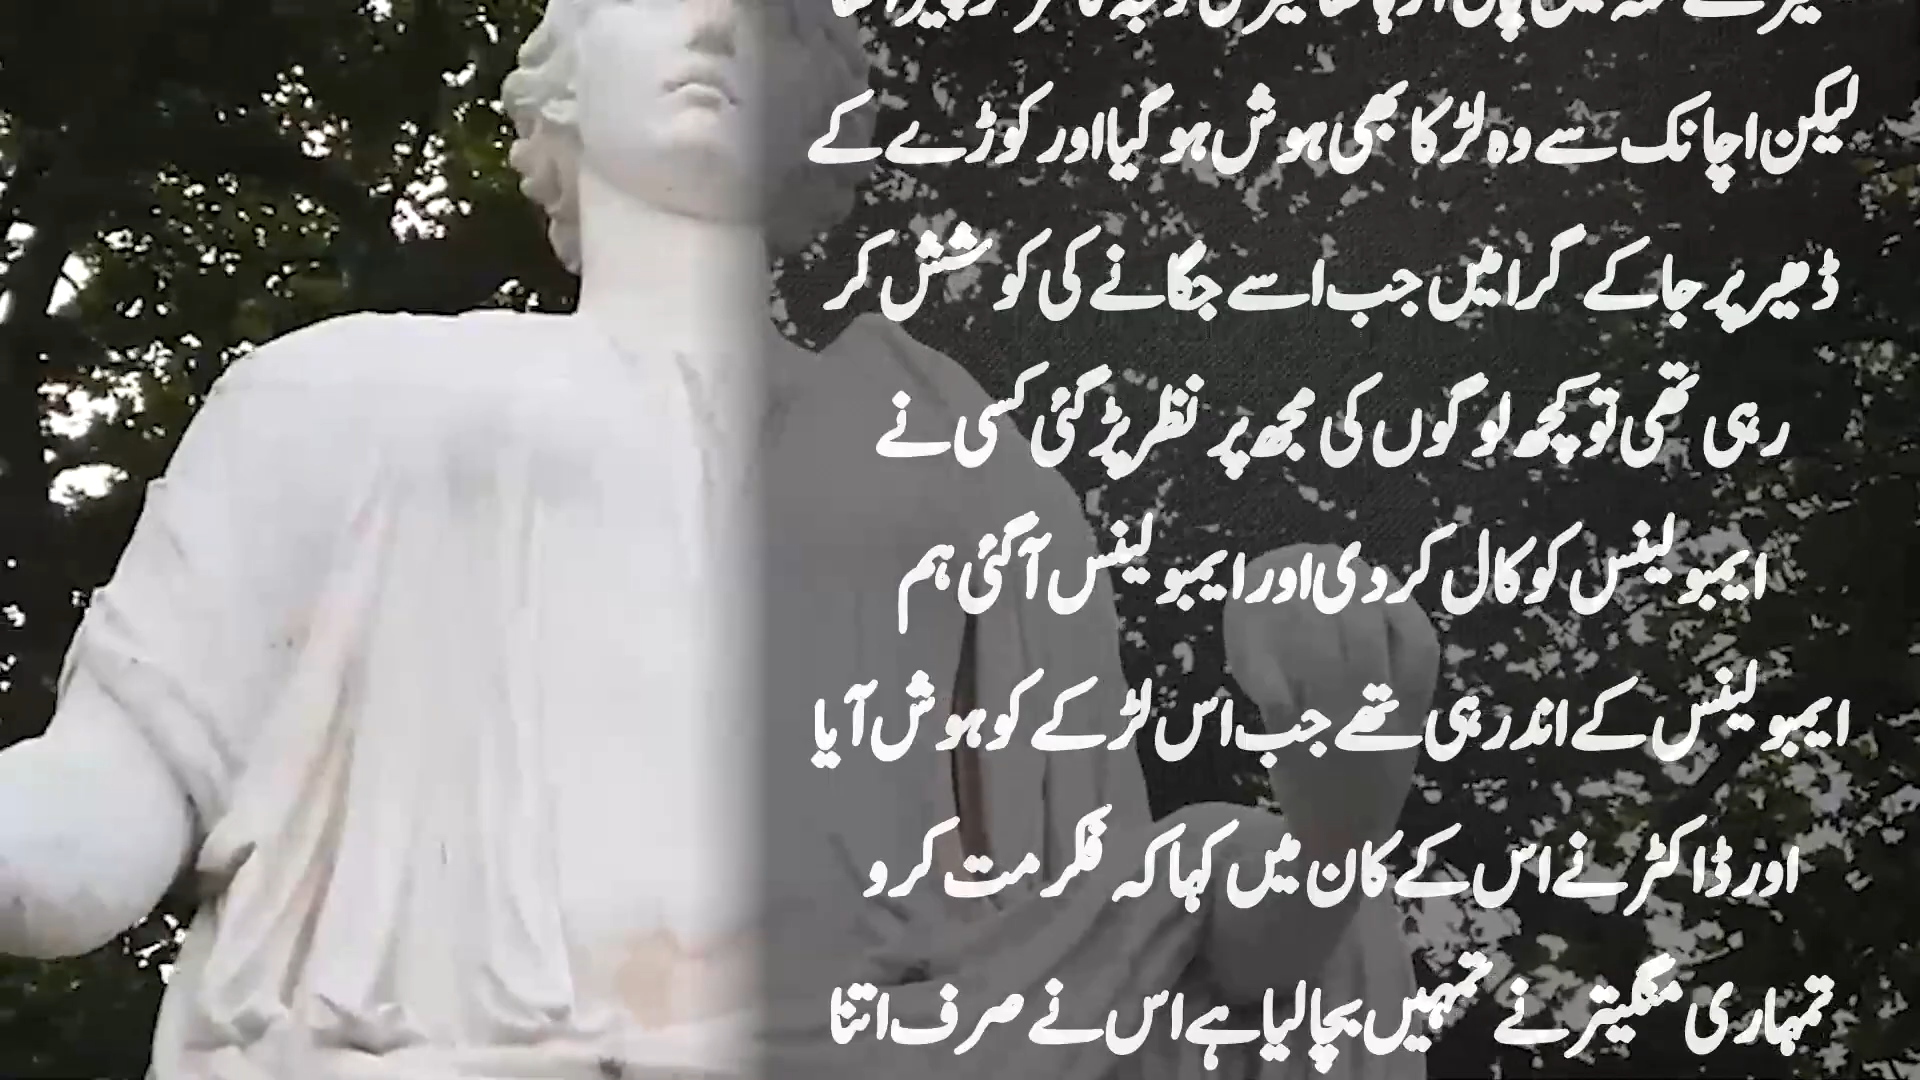 لیکن اچانک سے وہ لڑکا بھی ہوش ہو گیا اور کوڑے کے
ڈھیر پر جا کے گرا میں جب اسے جگانے کی کوشش کر
رہی تھی تو کچھ لوگوں کی مجھ پر نظر پڑ گئی کسی نے
ایمبولینس کو کال کر دی اور ایمبولینس آ گئی ہم
ایمبولینس کے اندر ہی تھے جب اس لڑکے کو ہوش آیا
اور ڈاکٹر نے اس کے کان میں کہا کہ فکر مت کرو
تمہاری منگیتر نے تمہیں بچا لیا ہے اس نے صرف اتنا